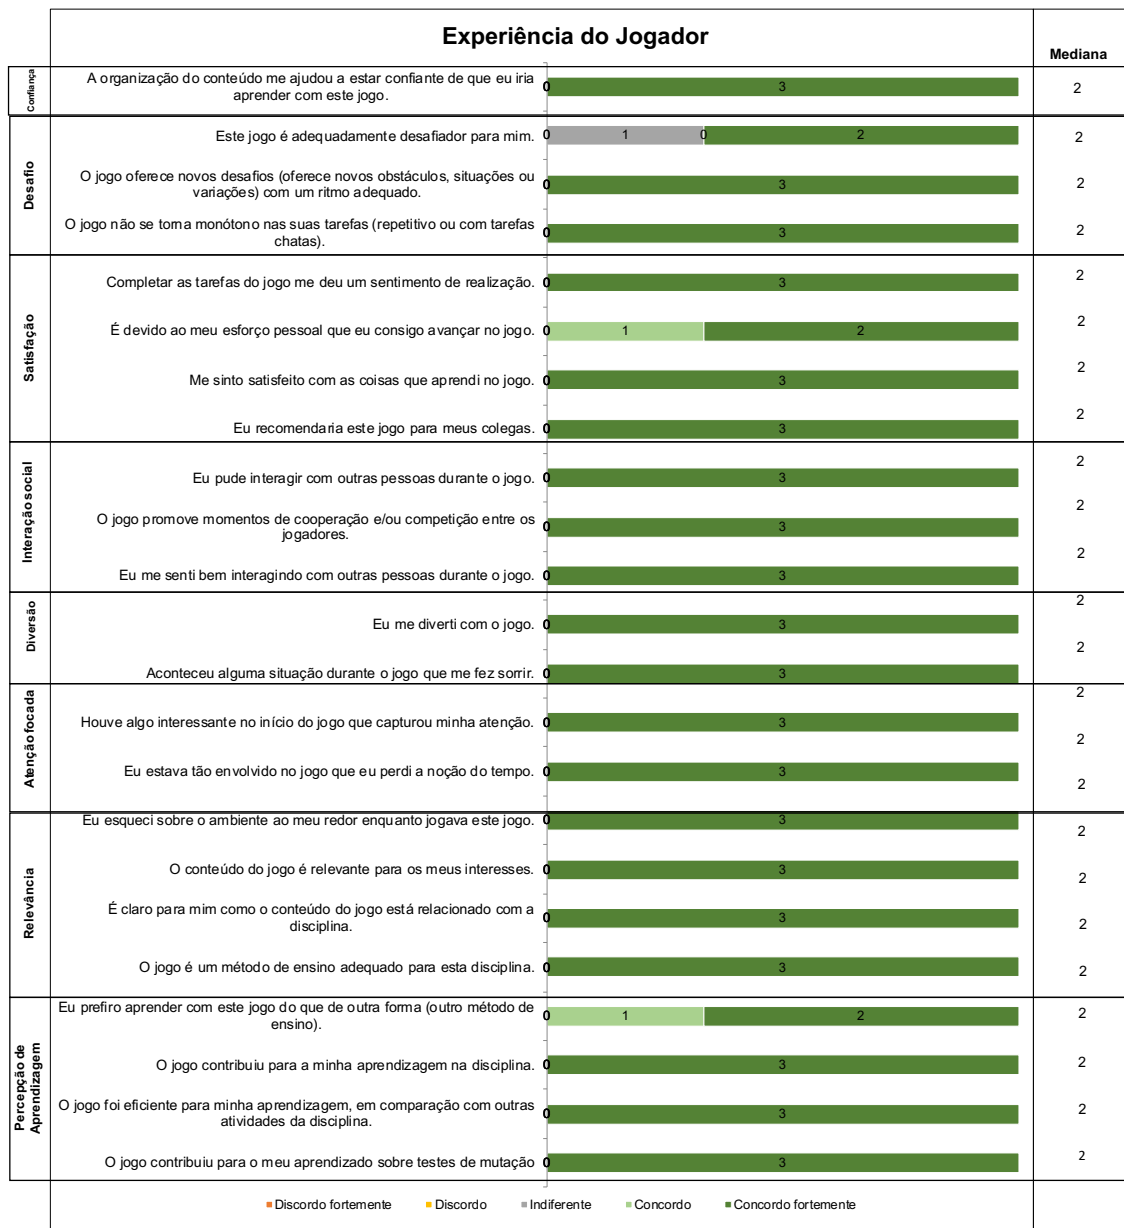 Experiência do Jogador
Mediana
Confiança
A organização do conteúdo me ajudou a estar confiante de que eu iria
aprender com este jogo.
0 3
2
Desafio
Este jogo é adequadamente desafiador para mim.
0 1 0 2
2
O jogo oferece novos desafios (oferece novos obstáculos, situações ou
variações) com um ritmo adequado.
0 3
2
O jogo não se torna monótono nas suas tarefas (repetitivo ou com tarefas
chatas).
0 3
2
Satisfação
Completar as tarefas do jogo me deu um sentimento de realização.
0 3
2
É devido ao meu esforço pessoal que eu consigo avançar no jogo.
0 1 2
2
Me sinto satisfeito com as coisas que aprendi no jogo.
0 3
2
Eu recomendaria este jogo para meus colegas.
0 3
2
Interação social
Eu pude interagir com outras pessoas durante o jogo.
0 3
2
O jogo promove momentos de cooperação e/ou competição entre os
jogadores.
0 3
2
Eu me senti bem interagindo com outras pessoas durante o jogo.
0 3
2
Diversão
Eu me diverti com o jogo.
0 3
2
Aconteceu alguma situação durante o jogo que me fez sorrir.
0 3
2
Atenção focada
Houve algo interessante no início do jogo que capturou minha atenção.
0 3
2
Eu estava tão envolvido no jogo que eu perdi a noção do tempo.
0 3
2
2
Relevância
Eu esqueci sobre o ambiente ao meu redor enquanto jogava este jogo.
0 3
2
O conteúdo do jogo é relevante para os meus interesses.
0 3
2
É claro para mim como o conteúdo do jogo está relacionado com a
disciplina.
0 3
2
O jogo é um método de ensino adequado para esta disciplina.
0 3
2
Percepção de
Aprendizagem
Eu prefiro aprender com este jogo do que de outra forma (outro método de
ensino).
0 1 2
2
O jogo contribuiu para a minha aprendizagem na disciplina.
0 3
2
O jogo foi eficiente para minha aprendizagem, em comparação com outras
atividades da disciplina.
0 3
2
O jogo contribuiu para o meu aprendizado sobre testes de mutação
0 3
2
Discordo fortemente Discordo Indiferente Concordo Concordo fortemente